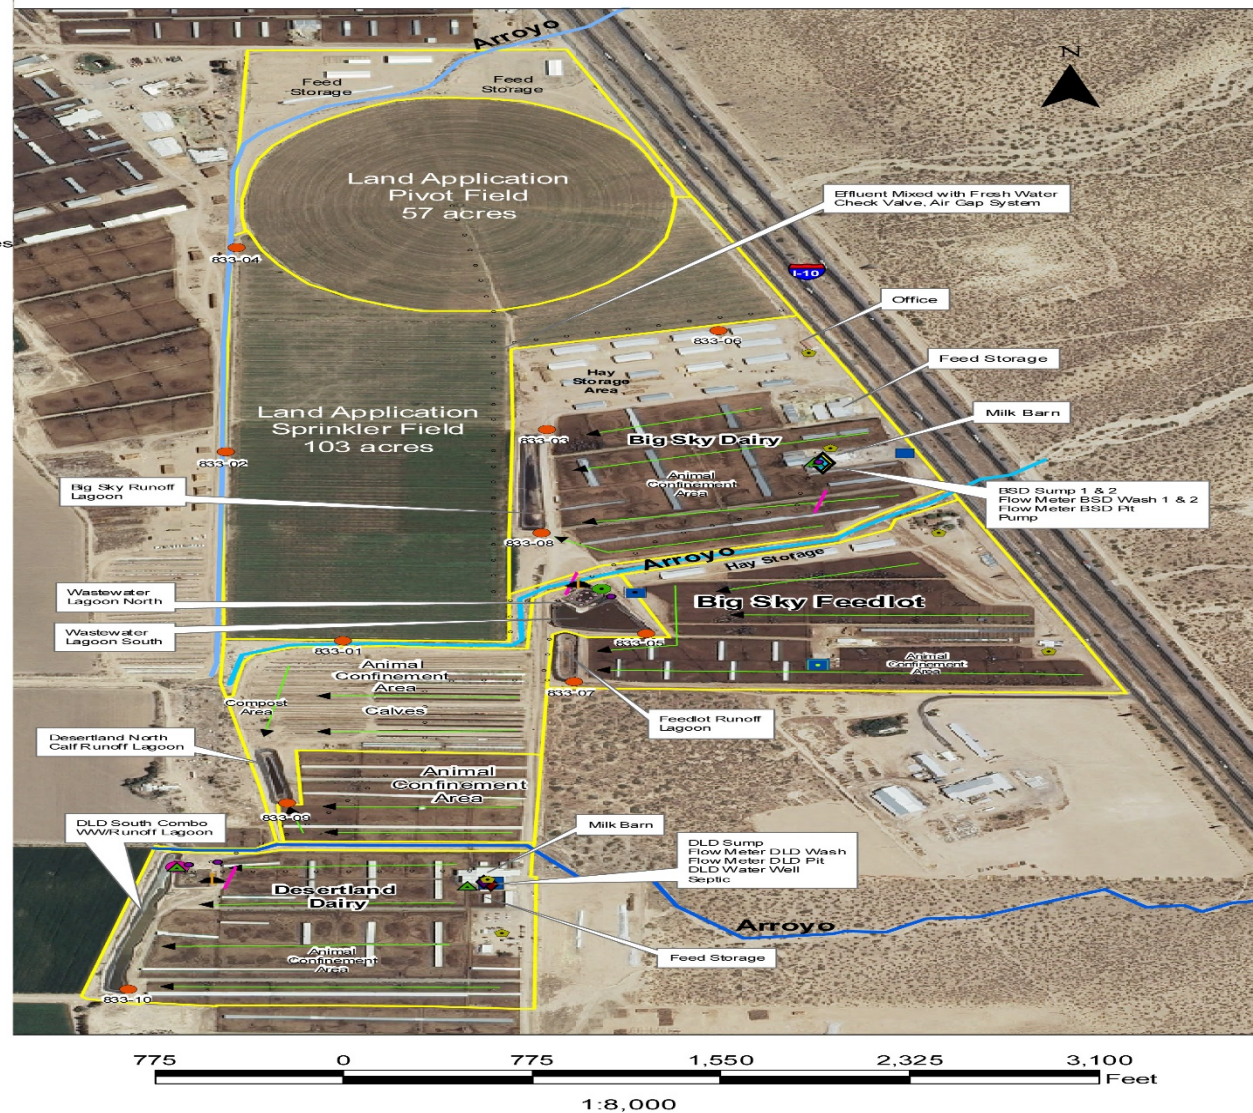 Arroyo
N
Feed
Storage
Feed
Storage
Land Application
Pivot Field
57 acres
Effluent Mixed with Fresh Water
Check Valve, Air Gap System
es
833-04
I-10
Office
833-06
Feed Storage
Hay
Storage
Area
Milk Barn
Land Application
Sprinkler Field
103 acres
833-03
Big Sky Dairy
833-02
Animal
Confinement
Area
Big Sky Runoff
Lagoon
BSD Sump 1 & 2
Flow Meter BSD Wash 1 & 2
Flow Meter BSD Pit
Pump
833-08
Arroyo
Hay Storage
Wastewater
Lagoon North
Big Sky Feedlot
Wastewater
Lagoon South
833-01
833-05
Animal
Confinement
Area
Animal
Confinement
Area
Calves
833-07
Compost
Area
Feedlot Runoff
Lagoon
Desertland North
Calf Runoff Lagoon
Animal
Confinement
Area
833-09
DLD South Combo
WW/Runoff Lagoon
Milk Barn
DLD Sump
Flow Meter DLD Wash
Flow Meter DLD Pit
DLD Water Well
Septic
Desertland
Dairy
Arroyo
Animal
Confinement
Area
Feed Storage
833-10
775 0 775 1,550 2,325 3,100
Feet
1:8,000